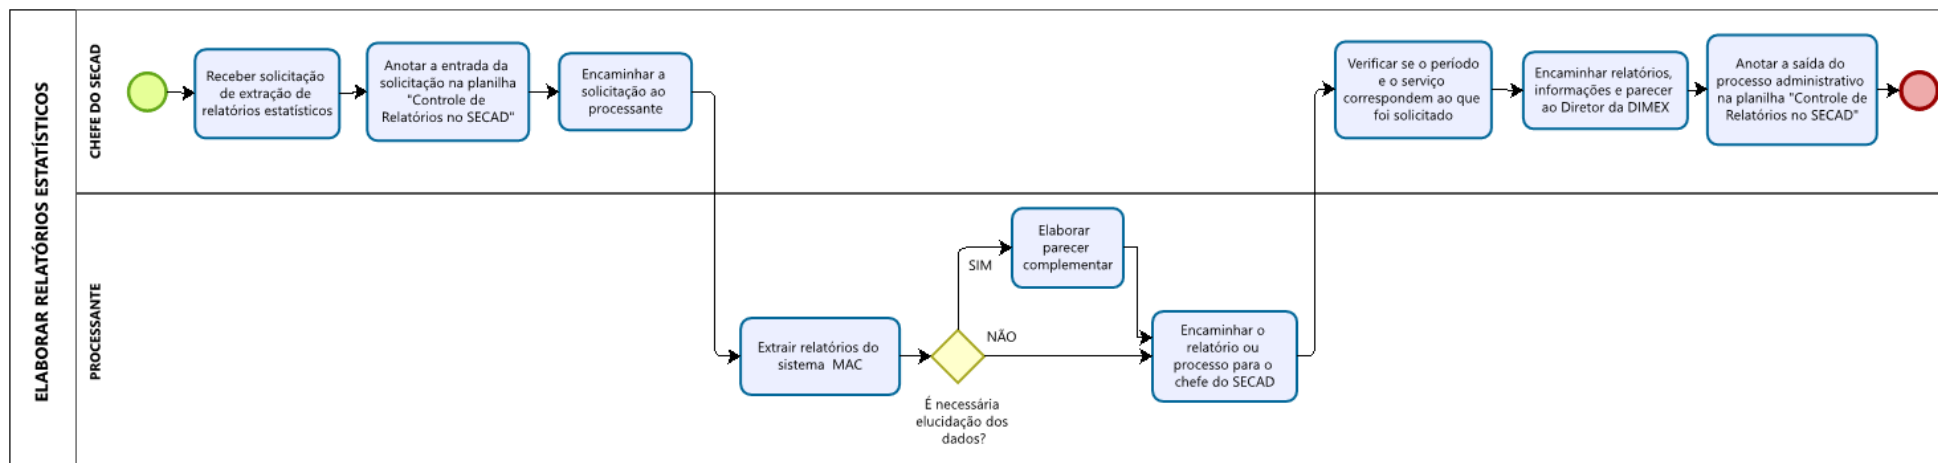 ELABORAR RELATÓRIOS ESTATÍSTICOS
CHEFE DO SECAD
Receber solicitação
de extração de
relatórios estatísticos
Anotar a entrada da
solicitação na planilha
"Controle de
Relatórios no SECAD"
Encaminhar a
solicitação ao
processante
Verificar se o período
e o serviço
correspondem ao que
foi solicitado
Encaminhar relatórios,
informações e parecer
ao Diretor da DIMEX
Anotar a saída do
processo administrativo
na planilha "Controle de
Relatórios no SECAD"
PROCESSANTE
Extrair relatórios do
sistema MAC
É necessária
elucidação dos
dados?
SIM
Elaborar
parecer
complementar
NÃO
Encaminhar o
relatório ou
processo para o
chefe do SECAD